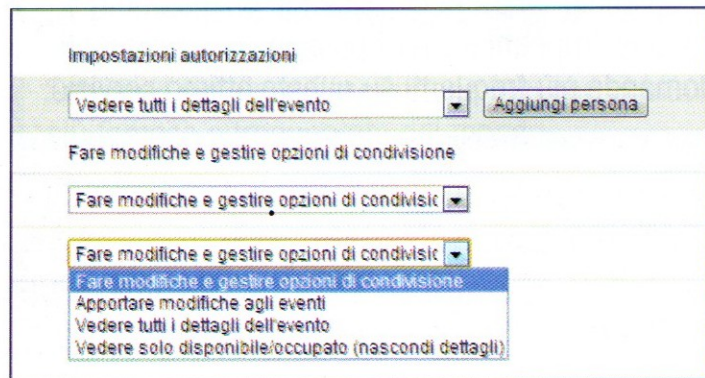 Impostazioni autorizzazioni
Vedere tutti i dettagli dell'evento Aggiungi persona
Fare modifiche e gestire opzioni di condivisione
Fare modifiche e gestire opzioni di condivisic
Fare modifiche e gestire opzioni di condivisic
Fare modifiche e gestire opzioni di condivisione
Apportare modifiche agli eventi
Vedere tutti i dettagli dell'evento
Vedere solo disponibile/occupato (nascondi dettagli)